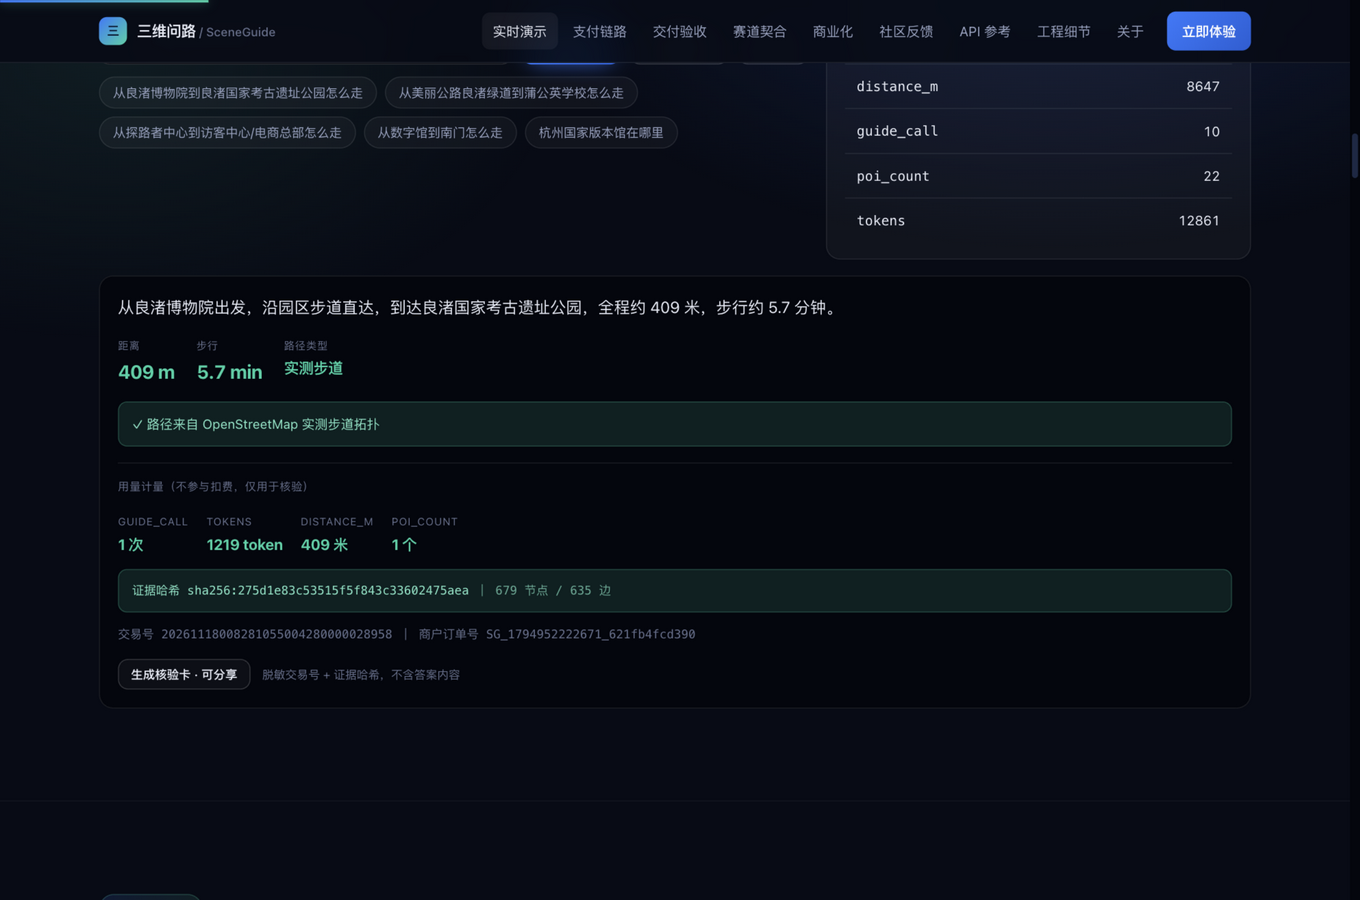 三维问路 / SceneGuide
实时演示 支付链路 交付验收 赛道契合 商业化 社区反馈 API 参考 工程细节 关于 立即体验
从良渚博物院到良渚国家考古遗址公园怎么走 从美丽公路良渚绿道到蒲公英学校怎么走
从探路者中心到访客中心/电商总部怎么走 从数字馆到南门怎么走 杭州国家版本馆在哪里
distance_m 8647
guide_call 10
poi_count 22
tokens 12861
从良渚博物院出发，沿园区步道直达，到达良渚国家考古遗址公园，全程约 409 米，步行约 5.7 分钟。
距离 步行 路径类型
409 m 5.7 min 实测步道
✓ 路径来自 OpenStreetMap 实测步道拓扑
用量计量（不参与扣费，仅用于核验）
GUIDE_CALL TOKENS DISTANCE_M POI_COUNT
1 次 1219 token 409 米 1 个
证据哈希 sha256:275d1e83c53515f5f843c33602475aea | 679 节点 / 635 边
交易号 2026111800828105500428000002 8958 | 商户订单号 SG_1794952222671_621fb4fcd390
生成核验卡 · 可分享 脱敏交易号 + 证据哈希，不含答案内容